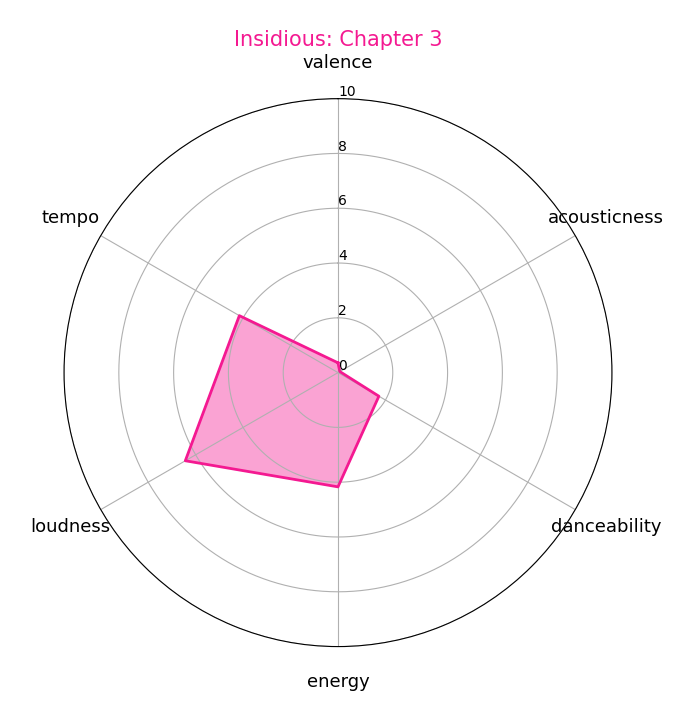 Insidious: Chapter 3
valence
10
8
6
4
2
0
tempo
acousticness
loudness
danceability
energy